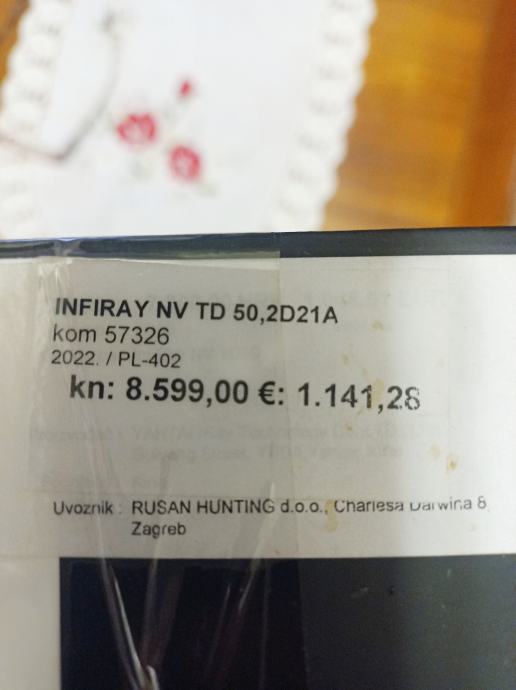 INFIRAY NV TD 50,2D21A
kom 57326
2022. / PL-402
kn: 8.599,00 €: 1.141,28
Uvoznik : RUSAN HUNTING d.o.o., Charlesa Darwina 8,
Zagreb